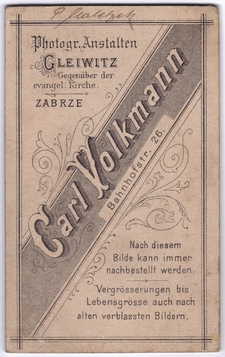 Photogr. Anstalten
GLEIWITZ
Gegenüber der
evangel. Kirche.
ZABRZE
Carl Volkmann
Bahnhofstr. 25.
Nach diesem
Bilde kann immer
nachbestellt werden.
Vergrösserungen bis
Lebensgrösse auch nach
alten verblassten Bildern.